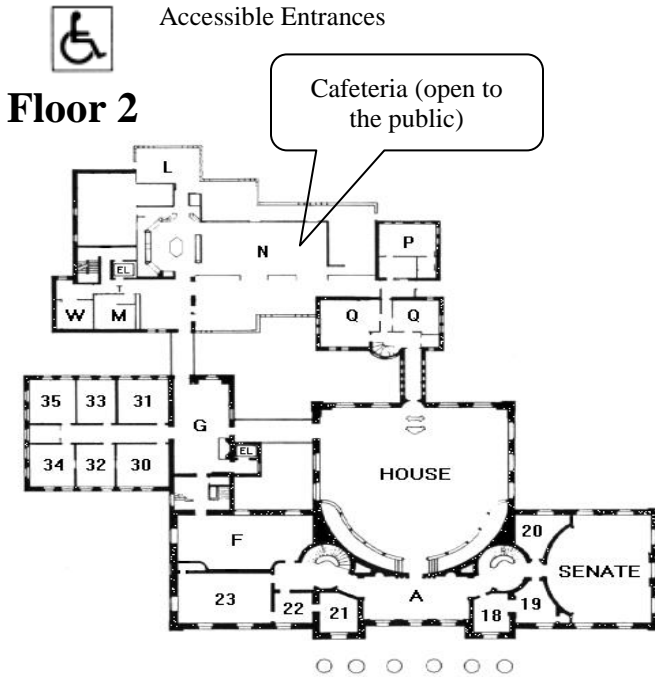 Accessible Entrances
Floor 2
Cafeteria (open to
the public)
L
N
P
EL
T
W M
Q Q
35 33 31
G
EL
34 32 30
HOUSE
F
20
SENATE
23
22
21
A
18
19